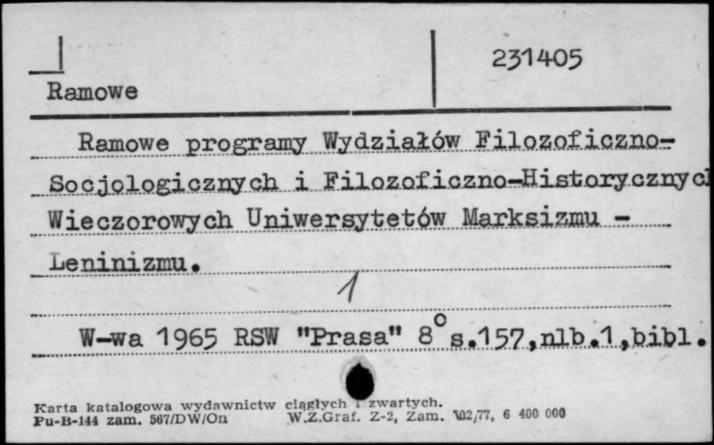 231405
Ramowe
Ramowe programy Wydziałów Filozoficzno-
Socjologicznych i Filozoficzno-Historycznych
Wieczorowych Uniwersytetów Marksizmu -
Leninizmu.
1
W-wa 1965 RSW "Prasa" 8° s.157,nlb.1,bibl.
Karta katalogowa wydawnictw ciągłych i zwartych.
Pu-B-144 zam. 567/DW/On W.Z.Graf. Z-2, Zam. 102/77, 6 400 000